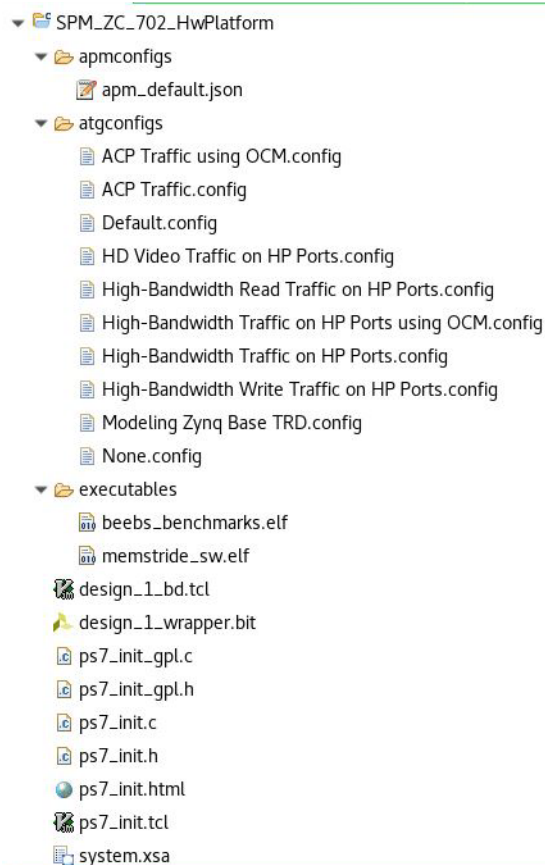 SPM_ZC_702_HwPlatform
apmconfigs
apm_default.json
atgconfigs
ACP Traffic using OCM.config
ACP Traffic.config
Default.config
HD Video Traffic on HP Ports.config
High-Bandwidth Read Traffic on HP Ports.config
High-Bandwidth Traffic on HP Ports using OCM.config
High-Bandwidth Traffic on HP Ports.config
High-Bandwidth Write Traffic on HP Ports.config
Modeling Zynq Base TRD.config
None.config
executables
beebs_benchmarks.elf
memstride_sw.elf
design_1_bd.tcl
design_1_wrapper.bit
ps7_init_gpl.c
ps7_init_gpl.h
ps7_init.c
ps7_init.h
ps7_init.html
ps7_init.tcl
system.xsa